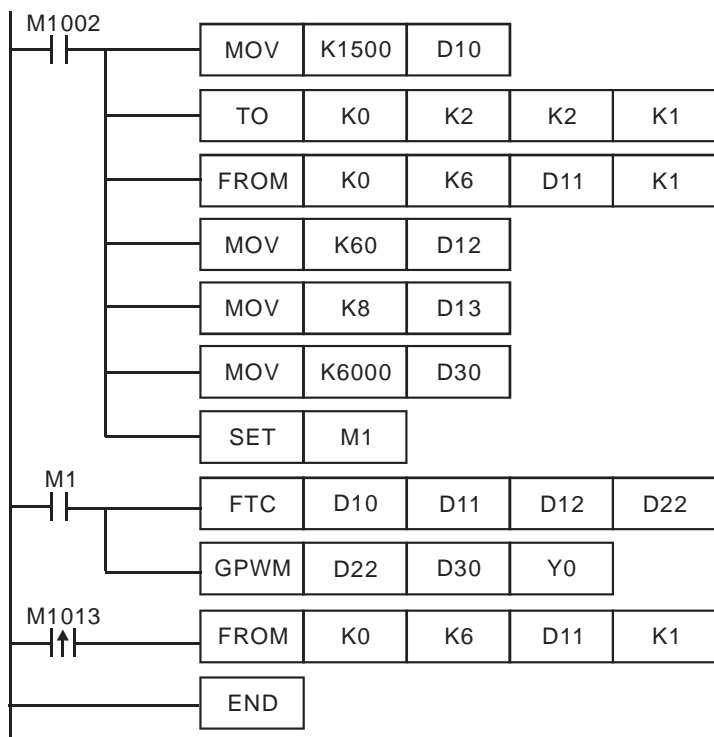 M1002
MOV K1500 D10
TO K0 K2 K2 K1
FROM K0 K6 D11 K1
MOV K60 D12
MOV K8 D13
MOV K6000 D30
SET M1
M1
FTC D10 D11 D12 D22
GPWM D22 D30 Y0
M1013
FROM K0 K6 D11 K1
END